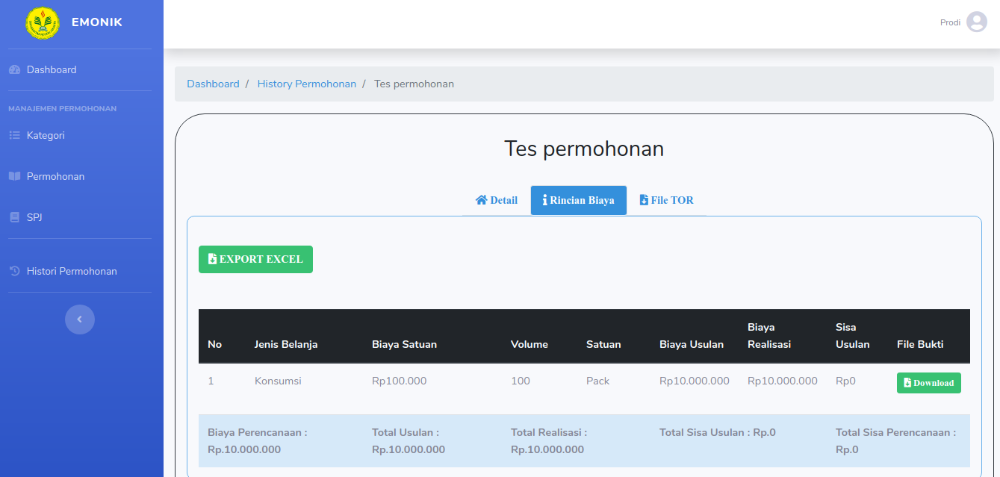 EMONIK
Prodi
Dashboard
MANAJEMEN PERMOHONAN
Kategori
Permohonan
SPJ
Histori Permohonan
Dashboard / History Permohonan / Tes permohonan
Tes permohonan
Detail Rincian Biaya File TOR
EXPORT EXCEL
No Jenis Belanja Biaya Satuan Volume Satuan Biaya Usulan Biaya Realisasi Sisa Usulan File Bukti
1 Konsumsi Rp100.000 100 Pack Rp10.000.000 Rp10.000.000 Rp0 Download
Biaya Perencanaan : Rp.10.000.000
Total Usulan : Rp.10.000.000
Total Realisasi : Rp.10.000.000
Total Sisa Usulan : Rp.0
Total Sisa Perencanaan : Rp.0